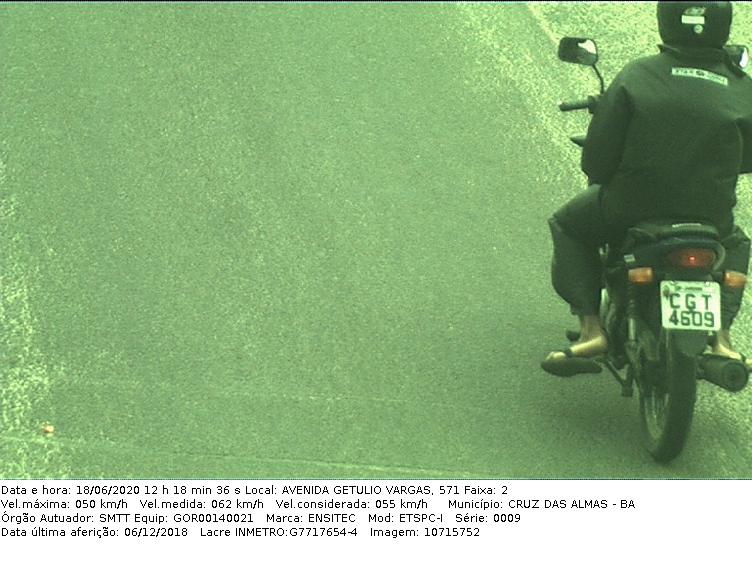 CGT
4609
Data e hora: 18/06/2020 12 h 18 min 36 s Local: AVENIDA GETULIO VARGAS, 571 Faixa: 2
Vel.máxima: 050 km/h Vel.medida: 062 km/h Vel.considerada: 055 km/h Município: CRUZ DAS ALMAS - BA
Órgão Autuador: SMTT Equip: GOR00140021 Marca: ENSITEC Mod: ETSPC-I Série: 0009
Data última aferição: 06/12/2018 Lacre INMETRO:G7717654-4 Imagem: 10715752